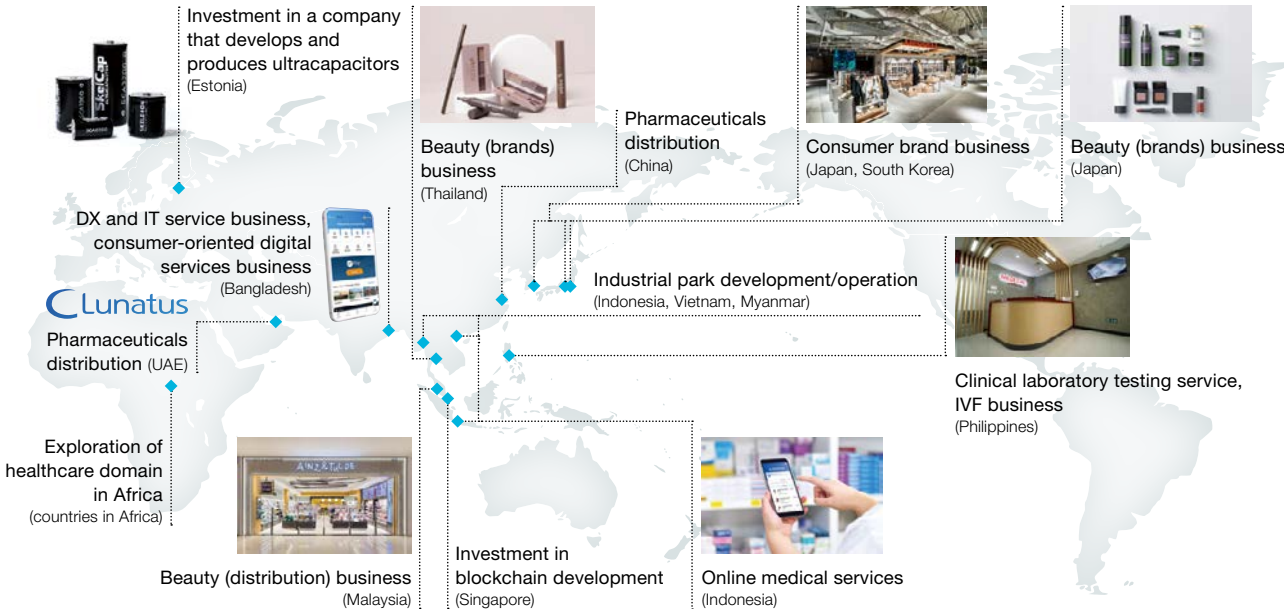 Investment in a company
that develops and
produces ultracapacitors
(Estonia)
SkelCap
Beauty (brands)
business
(Thailand)
Pharmaceuticals
distribution
(China)
Consumer brand business
(Japan, South Korea)
Beauty (brands) business
(Japan)
DX and IT service business,
consumer-oriented digital
services business
(Bangladesh)
Lunatus
Pharmaceuticals
distribution (UAE)
Industrial park development/operation
(Indonesia, Vietnam, Myanmar)
Clinical laboratory testing service,
IVF business
(Philippines)
Exploration of
healthcare domain
in Africa
(countries in Africa)
AINZ & TULPE
Beauty (distribution) business
(Malaysia)
Investment in
blockchain development
(Singapore)
Online medical services
(Indonesia)